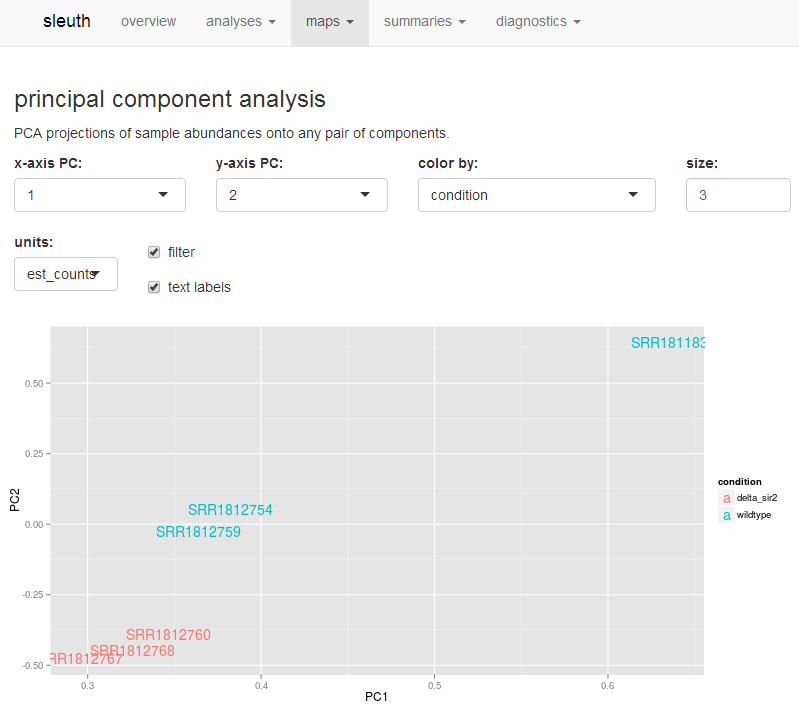 sleuth overview analyses maps summaries diagnostics
principal component analysis
PCA projections of sample abundances onto any pair of components.
x-axis PC: y-axis PC: color by: size:
1 2 condition 3
units:
filter
est_counts
text labels
SRR181183
0.50
0.25
SRR1812754
0.00
SRR1812759
-0.25
SRR1812760
SRR1812768
RR1812767
-0.50
0.3 0.4 0.5 0.6
PC1
PC2
condition
a delta_sir2
a wildtype